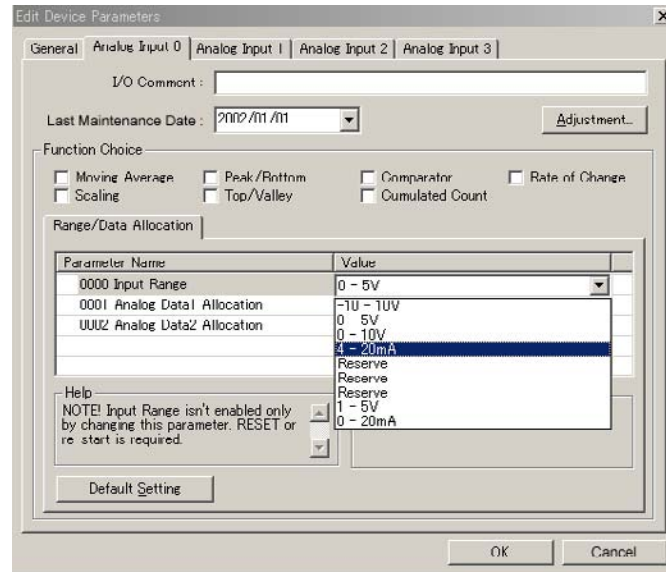 Edit Device Parameters
General Analog Input 0 Analog Input 1 Analog Input 2 Analog Input 3
I/O Comment :
Last Maintenance Date : 2002/01/01
Adjustment...
Function Choice
Moving Average Peak/Bottom Comparator Rate of Change
Scaling Top/Valley Cumulated Count
Range/Data Allocation
Parameter Name Value
0000 Input Range 0 - 5V
0001 Analog Data1 Allocation
0002 Analog Data2 Allocation
-10 - 10V
0 5V
0 - 10V
4 - 20mA
Reserve
Reserve
Reserve
1 - 5V
0 - 20mA
Help
NOTE! Input Range isn't enabled only
by changing this parameter. RESET or
re start is required.
Default Setting
OK Cancel